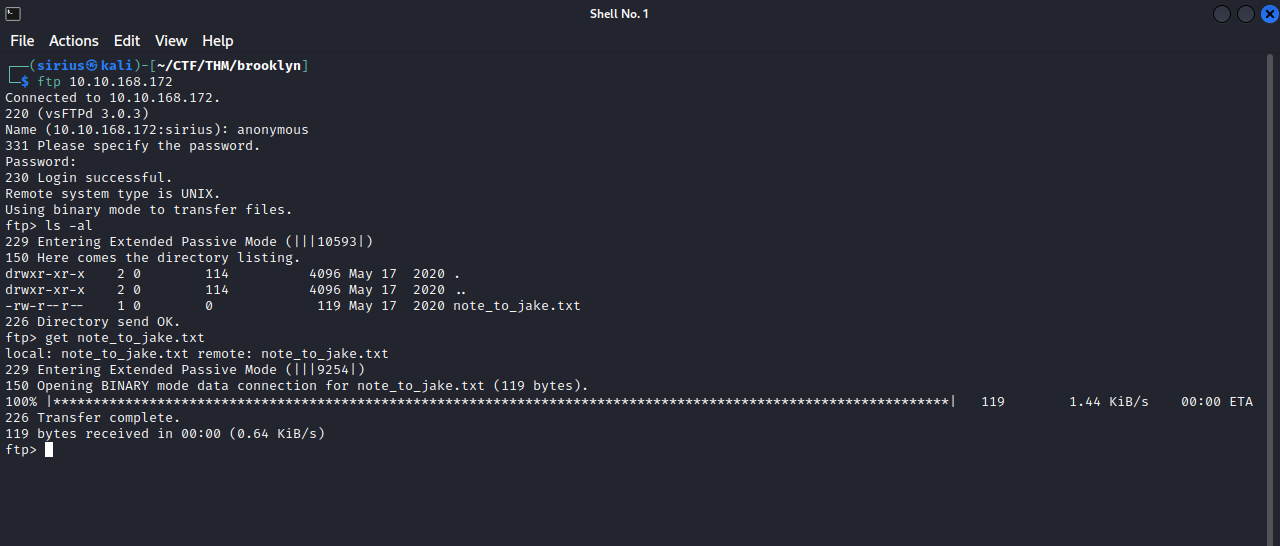 Shell No. 1
File Actions Edit View Help
┌──(sirius㉿kali)-[~/CTF/THM/brooklyn]
└─$ ftp 10.10.168.172
Connected to 10.10.168.172.
220 (vsFTPd 3.0.3)
Name (10.10.168.172:sirius): anonymous
331 Please specify the password.
Password:
230 Login successful.
Remote system type is UNIX.
Using binary mode to transfer files.
ftp> ls -al
229 Entering Extended Passive Mode (|||10593|)
150 Here comes the directory listing.
drwxr-xr-x    2 0        114          4096 May 17  2020 .
drwxr-xr-x    2 0        114          4096 May 17  2020 ..
-rw-r--r--    1 0        0             119 May 17  2020 note_to_jake.txt
226 Directory send OK.
ftp> get note_to_jake.txt
local: note_to_jake.txt remote: note_to_jake.txt
229 Entering Extended Passive Mode (|||9254|)
150 Opening BINARY mode data connection for note_to_jake.txt (119 bytes).
100% |****************************************************************************************************************|   119        1.44 KiB/s    00:00 ETA
226 Transfer complete.
119 bytes received in 00:00 (0.64 KiB/s)
ftp>